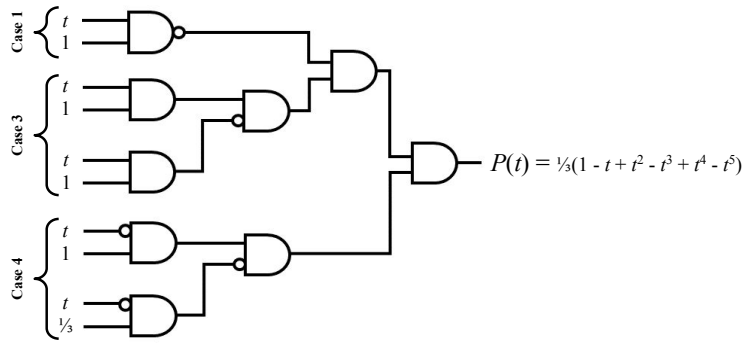 Case 1
t
1
Case 3
t
1
t
1
P(t) = ⅓(1 - t + t² - t³ + t⁴ - t⁵)
Case 4
t
1
t
⅓